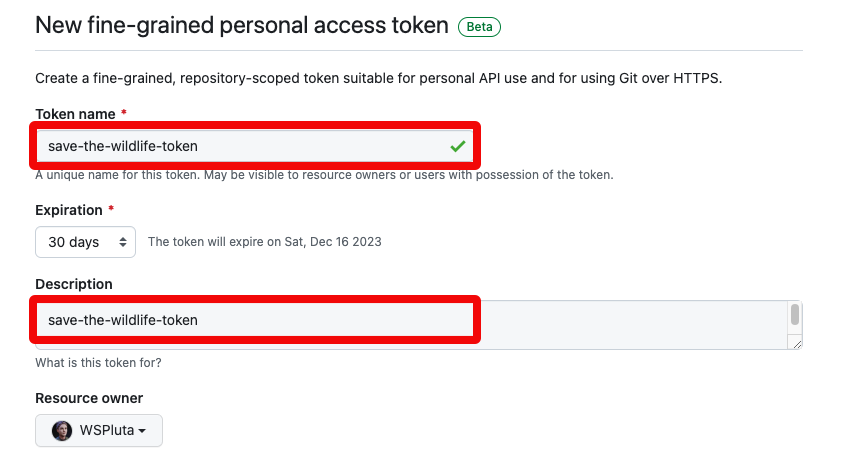 New fine-grained personal access token Beta
Create a fine-grained, repository-scoped token suitable for personal API use and for using Git over HTTPS.
Token name *
save-the-wildlife-token
A unique name for this token. May be visible to resource owners or users with possession of the token.
Expiration *
30 days The token will expire on Sat, Dec 16 2023
Description
save-the-wildlife-token
What is this token for?
Resource owner
WSPluta